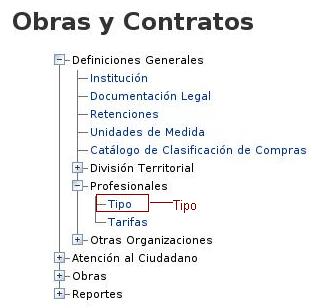 Obras y Contratos
Definiciones Generales
Institución
Documentación Legal
Retenciones
Unidades de Medida
Catálogo de Clasificación de Compras
División Territorial
Profesionales
Tipo Tipo
Tarifas
Otras Organizaciones
Atención al Ciudadano
Obras
Reportes